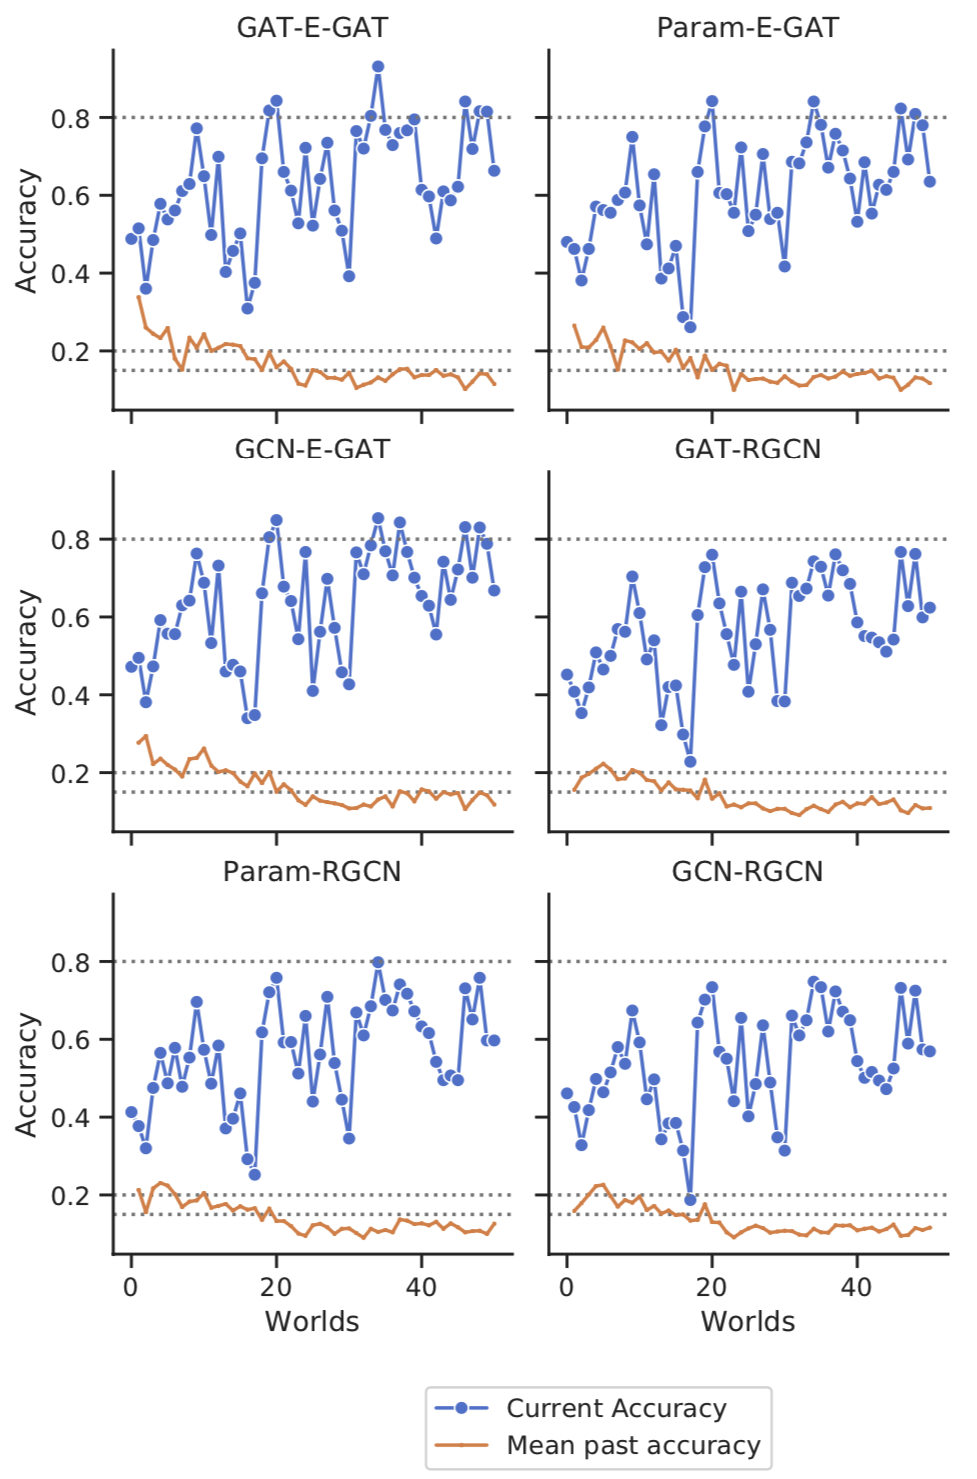 GAT-E-GAT
Param-E-GAT
Accuracy
0.8
0.6
0.4
0.2
GCN-E-GAT
GAT-RGCN
Accuracy
0.8
0.6
0.4
0.2
Param-RGCN
GCN-RGCN
Accuracy
0.8
0.6
0.4
0.2
0 20 40
0 20 40
Worlds
Worlds
Current Accuracy
Mean past accuracy